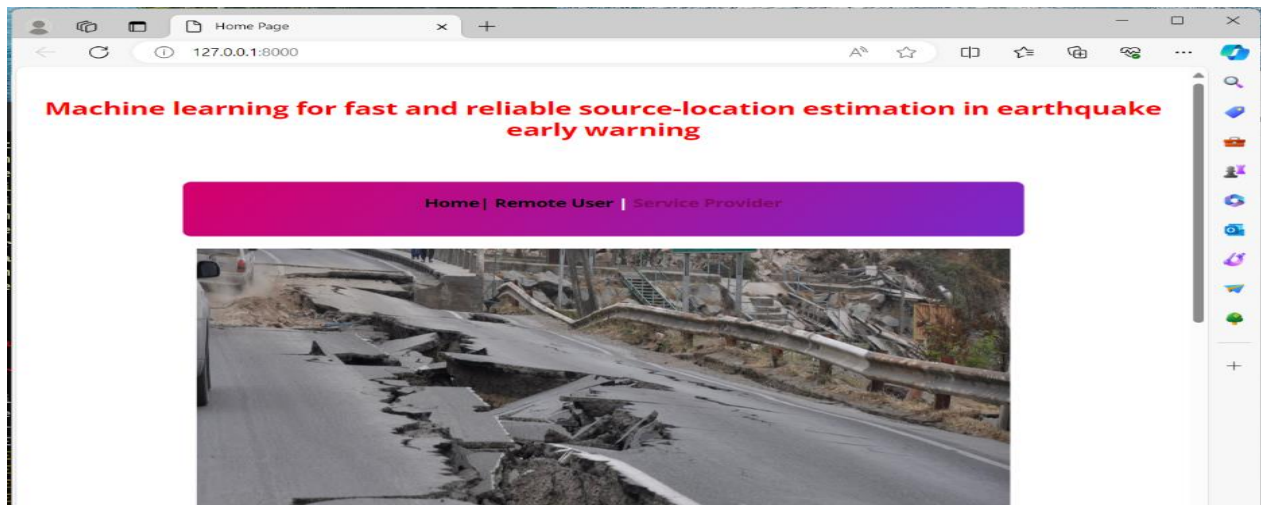 Home Page
127.0.0.1:8000
Machine learning for fast and reliable source-location estimation in earthquake
early warning
Home| Remote User | Service Provider